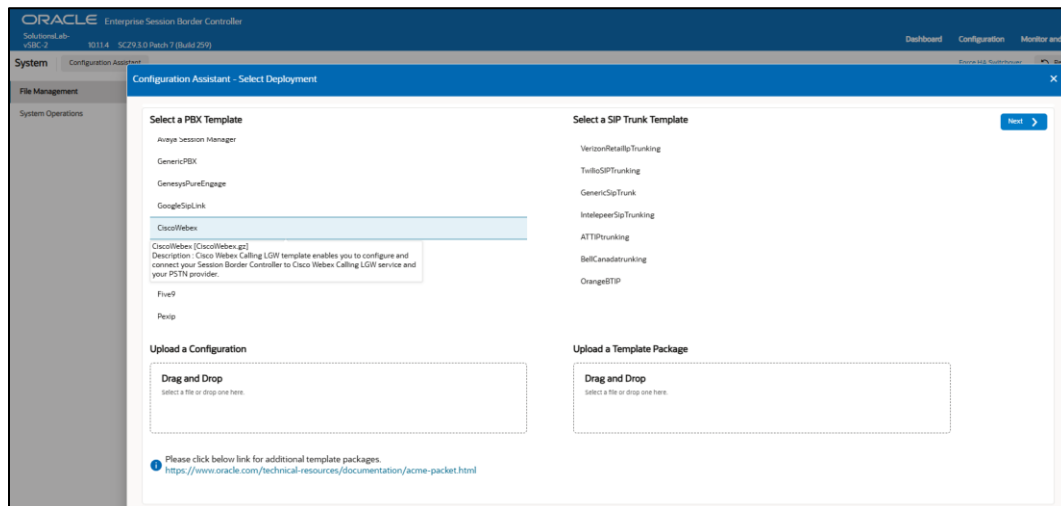 ORACLE Enterprise Session Border Controller
SolutionsLab-
vSBC-2 10.1.1.4 SCZ9.3.0 Patch 7 (Build 259)
Dashboard Configuration Monitor and
System Configuration Assistant
Force HA Switchover
Configuration Assistant - Select Deployment
File Management
System Operations
Select a PBX Template
Select a SIP Trunk Template
Next
Avaya Session Manager
GenericPBX
GenesysPureEngage
GoogleSipLink
CiscoWebex
CiscoWebex [CiscoWebex.gz]
Description : Cisco Webex Calling LGW template enables you to configure and
connect your Session Border Controller to Cisco Webex Calling LGW service and
your PSTN provider.
Five9
Pexip
VerizonRetailIpTrunking
TwilloSIPTrunking
GenericSipTrunk
IntelepeerSipTrunking
ATTIPtrunking
BellCanadatrunking
OrangeBTIP
Upload a Configuration
Drag and Drop
Select a file or drop one here.
Upload a Template Package
Drag and Drop
Select a file or drop one here.
Please click below link for additional template packages.
https://www.oracle.com/technical-resources/documentation/acme-packet.html